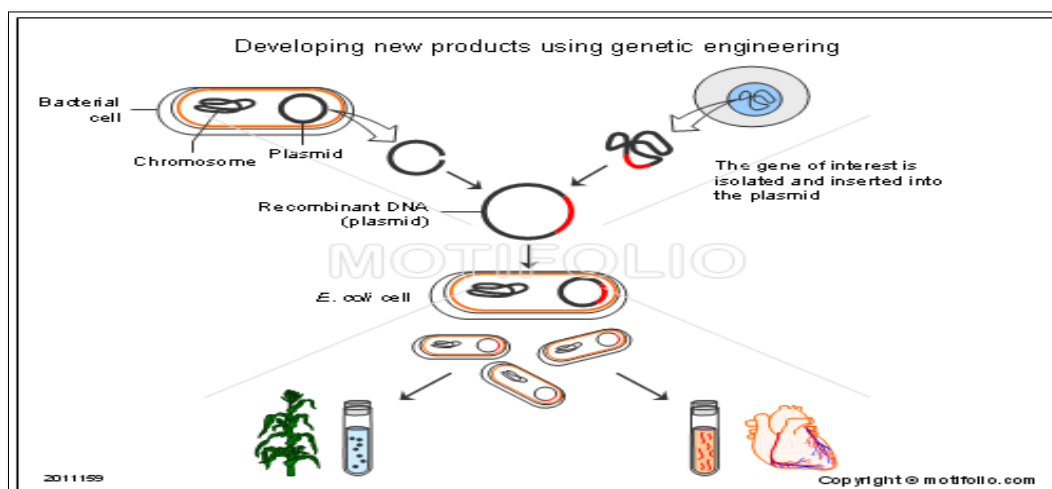 Developing new products using genetic engineering
Bacterial
cell
Chromosome
Plasmid
The gene of interest is
isolated and inserted into
the plasmid
Recombinant DNA
(plasmid)
MOTIFOLIO
E. coli cell
2011159
Copyright © motifolio.com